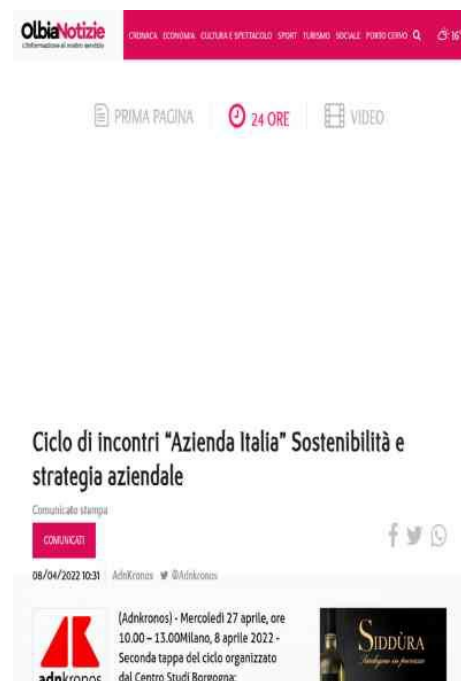 OlbiaNotizie
L'informazione al vostro servizio
CRONACA ECONOMIA CULTURA E SPETTACOLO SPORT TURISMO SOCIALE PORTO CERVO 16°
PRIMA PAGINA 24 ORE VIDEO
Ciclo di incontri “Azienda Italia” Sostenibilità e
strategia aziendale
Comunicato stampa
COMUNICATI
08/04/2022 10:31 AdnKronos @Adnkronos
adnkronos
(Adnkronos) - Mercoledì 27 aprile, ore
10.00 – 13.00Milano, 8 aprile 2022 -
Seconda tappa del ciclo organizzato
dal Centro Studi Borgogna:
SIDDÙRA